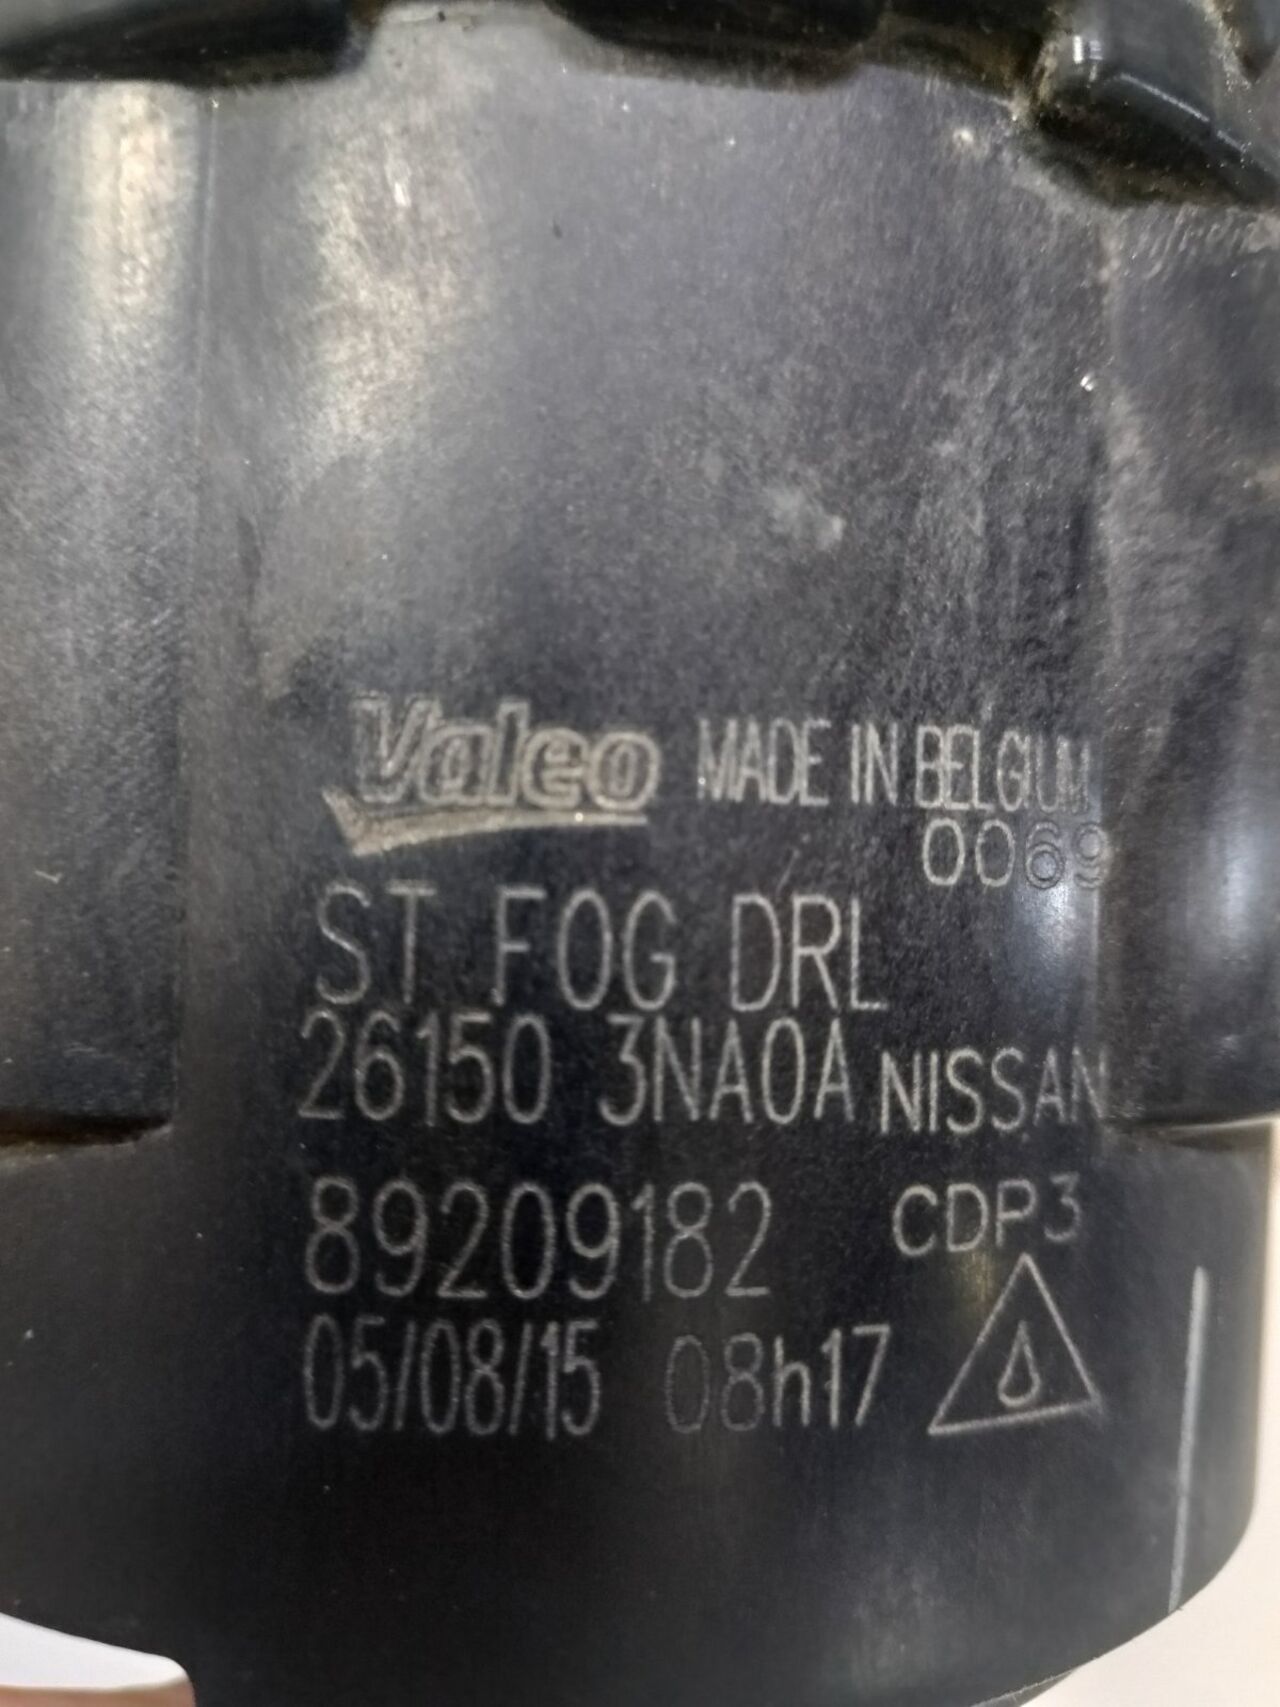 Valeo MADE IN BELGIUM
0069
ST FOG DRL
26150 3NA0A NISSAN
89209182 CDP3
05/08/15 08h17